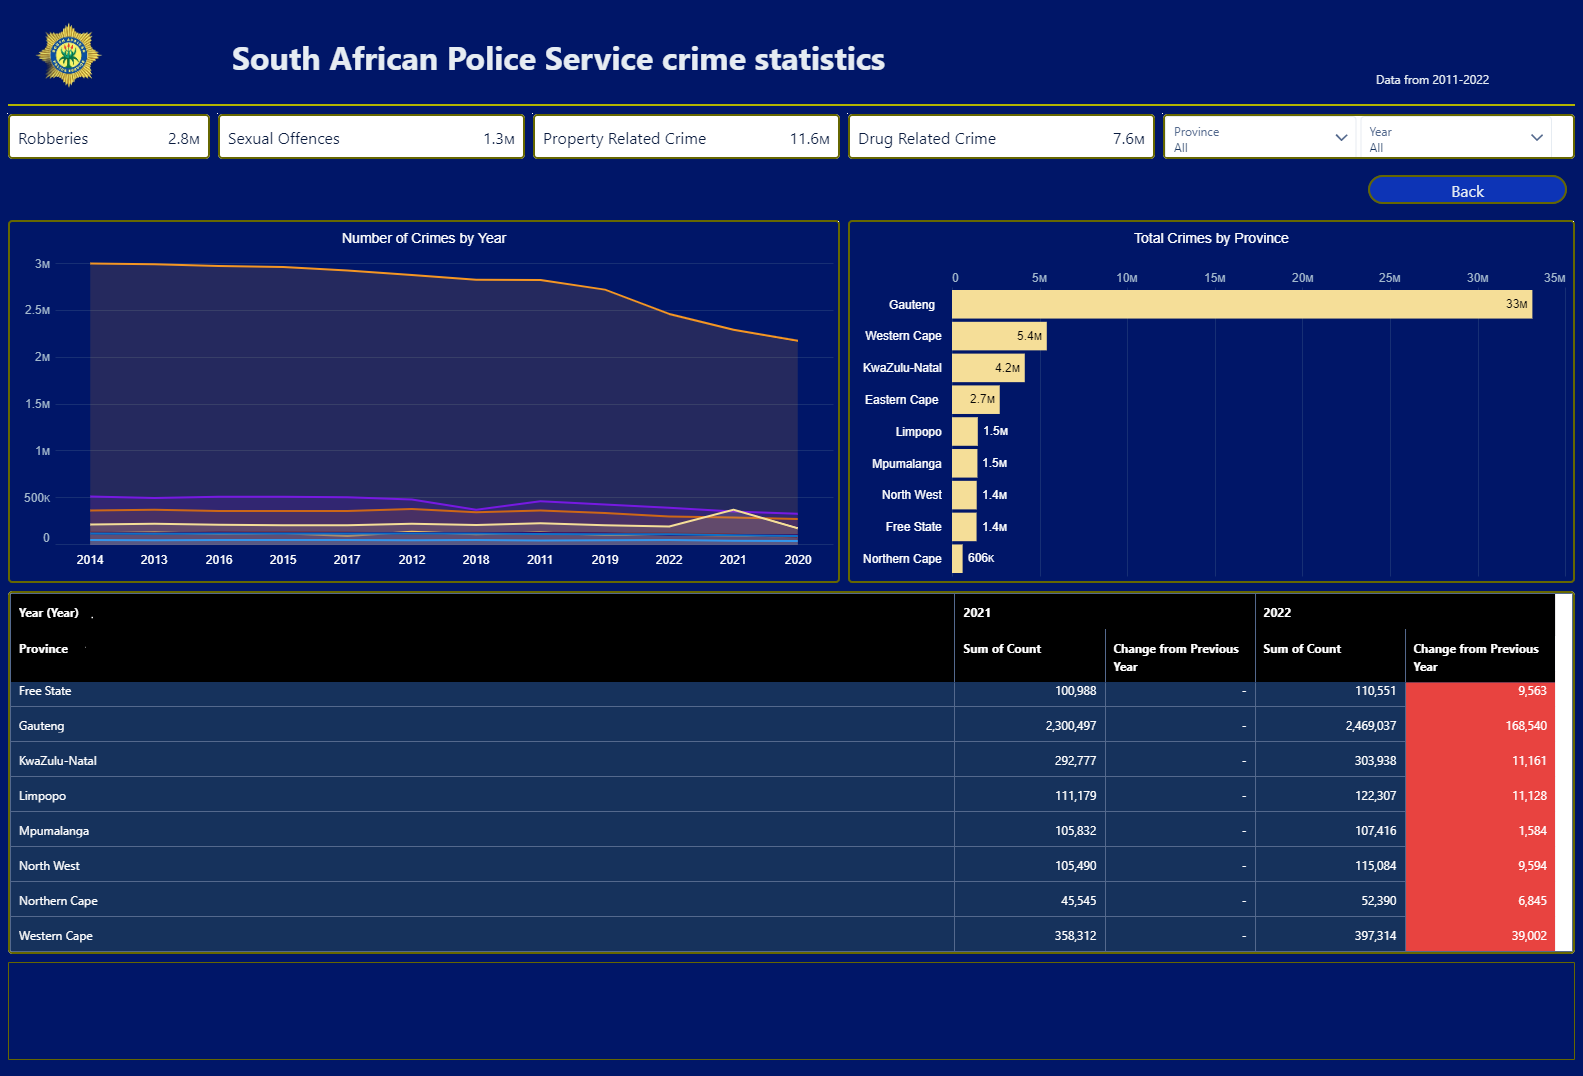 South African Police Service crime statistics
Data from 2011-2022
Robberies 2.8M
Sexual Offences 1.3M
Property Related Crime 11.6M
Drug Related Crime 7.6M
Province
All
Year
All
Back
Number of Crimes by Year
3M
2.5M
2M
1.5M
1M
500K
0
2014 2013 2016 2015 2017 2012 2018 2011 2019 2022 2021 2020
Total Crimes by Province
0 5M 10M 15M 20M 25M 30M 35M
Gauteng 33M
Western Cape 5.4M
KwaZulu-Natal 4.2M
Eastern Cape 2.7M
Limpopo 1.5M
Mpumalanga 1.5M
North West 1.4M
Free State 1.4M
Northern Cape 606K
Year (Year) 2021 2022
Province Sum of Count Change from Previous Year Sum of Count Change from Previous Year
Free State 100,988 - 110,551 9,563
Gauteng 2,300,497 - 2,469,037 168,540
KwaZulu-Natal 292,777 - 303,938 11,161
Limpopo 111,179 - 122,307 11,128
Mpumalanga 105,832 - 107,416 1,584
North West 105,490 - 115,084 9,594
Northern Cape 45,545 - 52,390 6,845
Western Cape 358,312 - 397,314 39,002